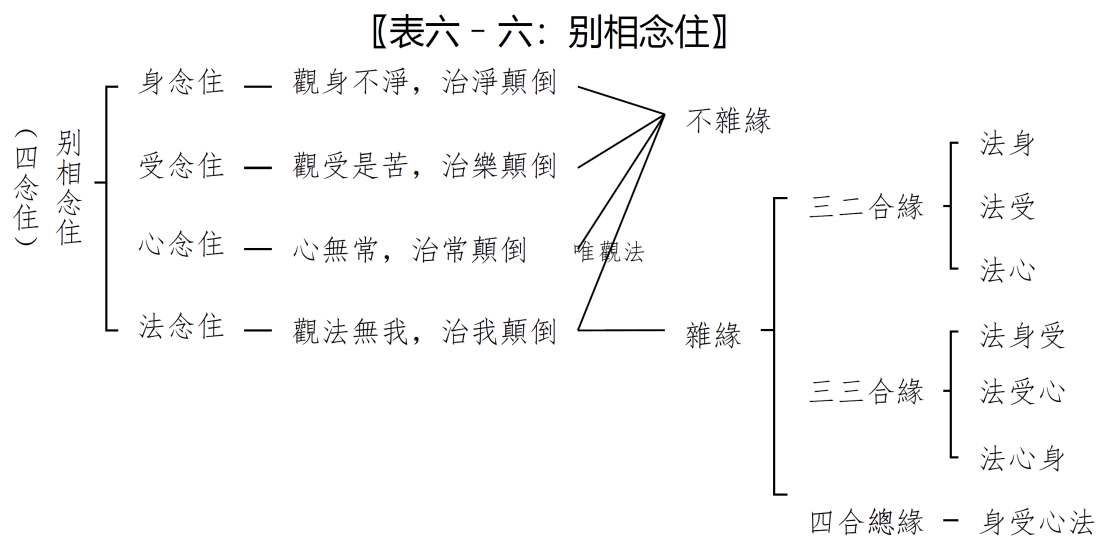 〖表六－六：别相念住〗
别相念住
（四念住）
身念住 — 觀身不淨，治淨顛倒
受念住 — 觀受是苦，治樂顛倒
心念住 — 心無常，治常顛倒
法念住 — 觀法無我，治我顛倒
唯觀法
不雜緣
雜緣
三二合緣
法身
法受
法心
三三合緣
法身受
法受心
法心身
四合總緣 － 身受心法